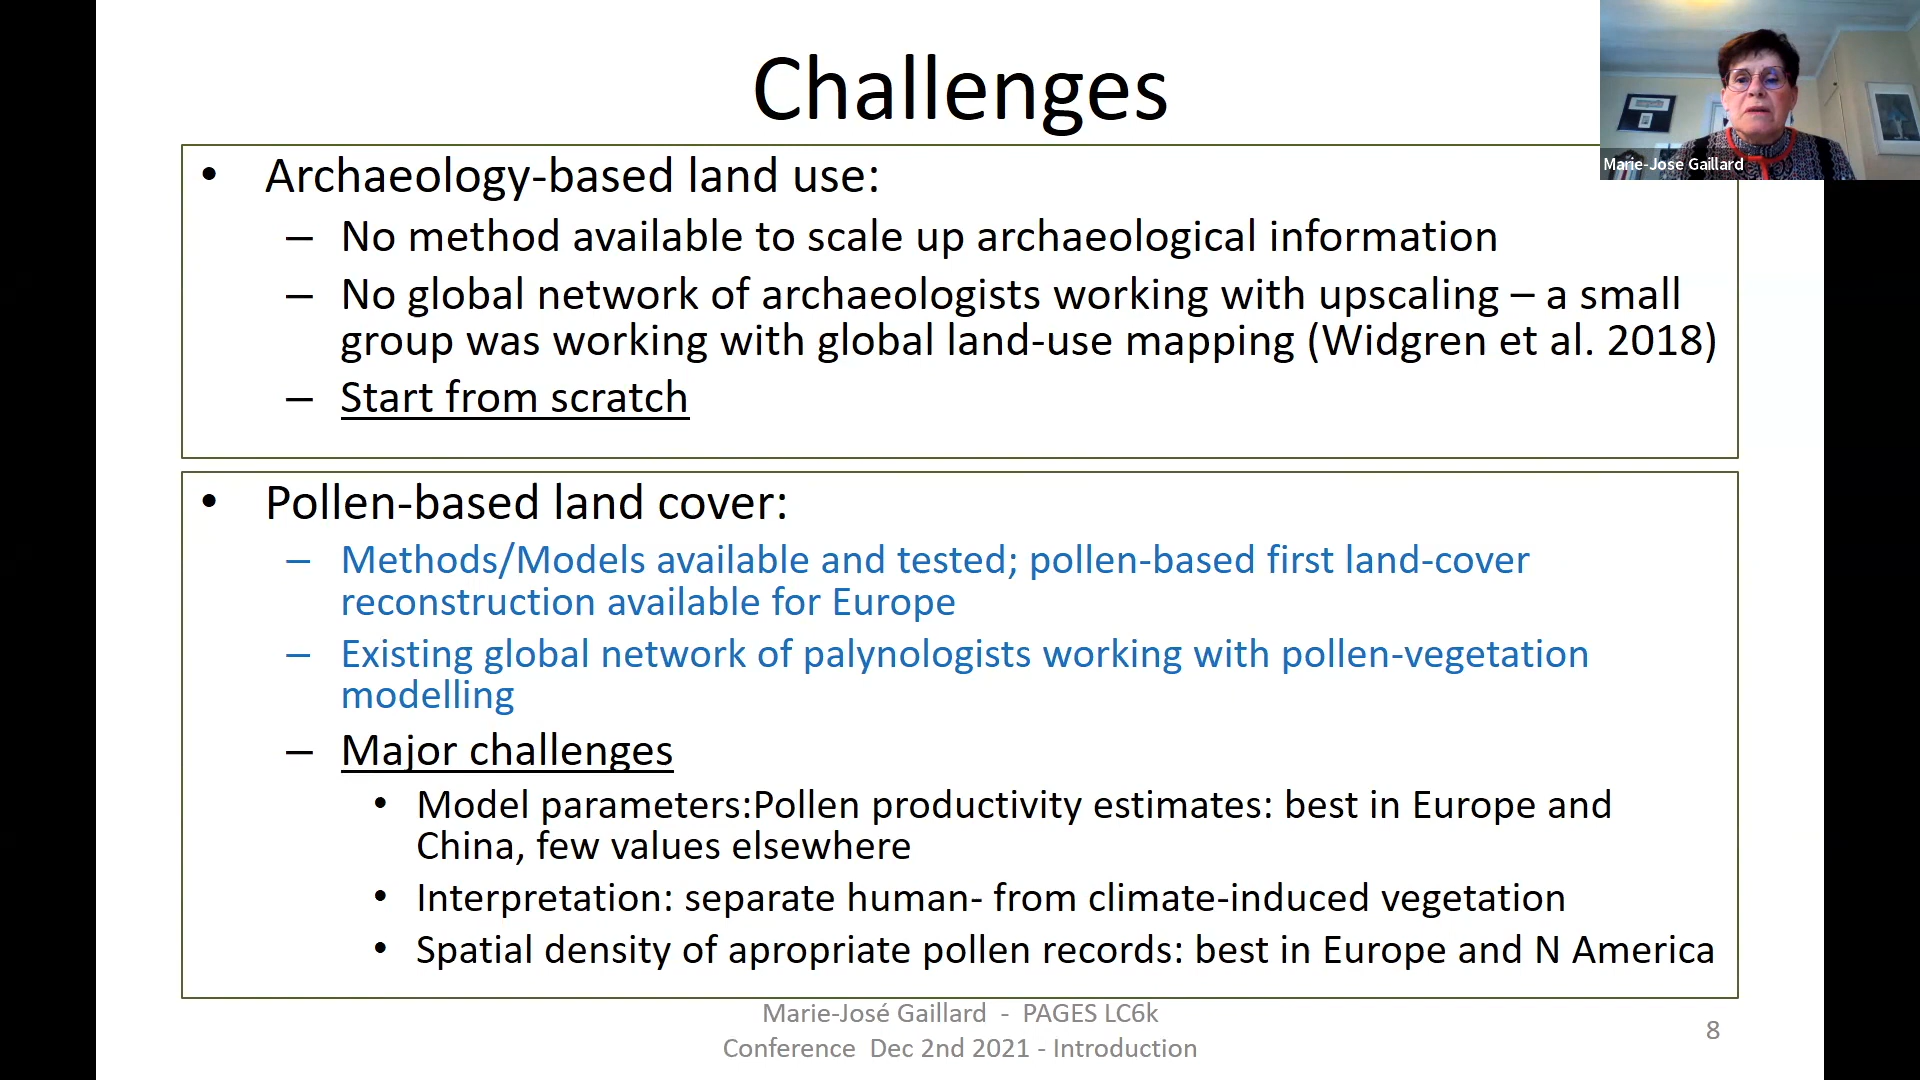 Challenges
Marie-Jose Gaillard
• Archaeology-based land use:
– No method available to scale up archaeological information
– No global network of archaeologists working with upscaling – a small
group was working with global land-use mapping (Widgren et al. 2018)
– Start from scratch
• Pollen-based land cover:
– Methods/Models available and tested; pollen-based first land-cover
reconstruction available for Europe
– Existing global network of palynologists working with pollen-vegetation
modelling
– Major challenges
• Model parameters:Pollen productivity estimates: best in Europe and
China, few values elsewhere
• Interpretation: separate human- from climate-induced vegetation
• Spatial density of apropriate pollen records: best in Europe and N America
Marie-José Gaillard - PAGES LC6k
Conference Dec 2nd 2021 - Introduction
8